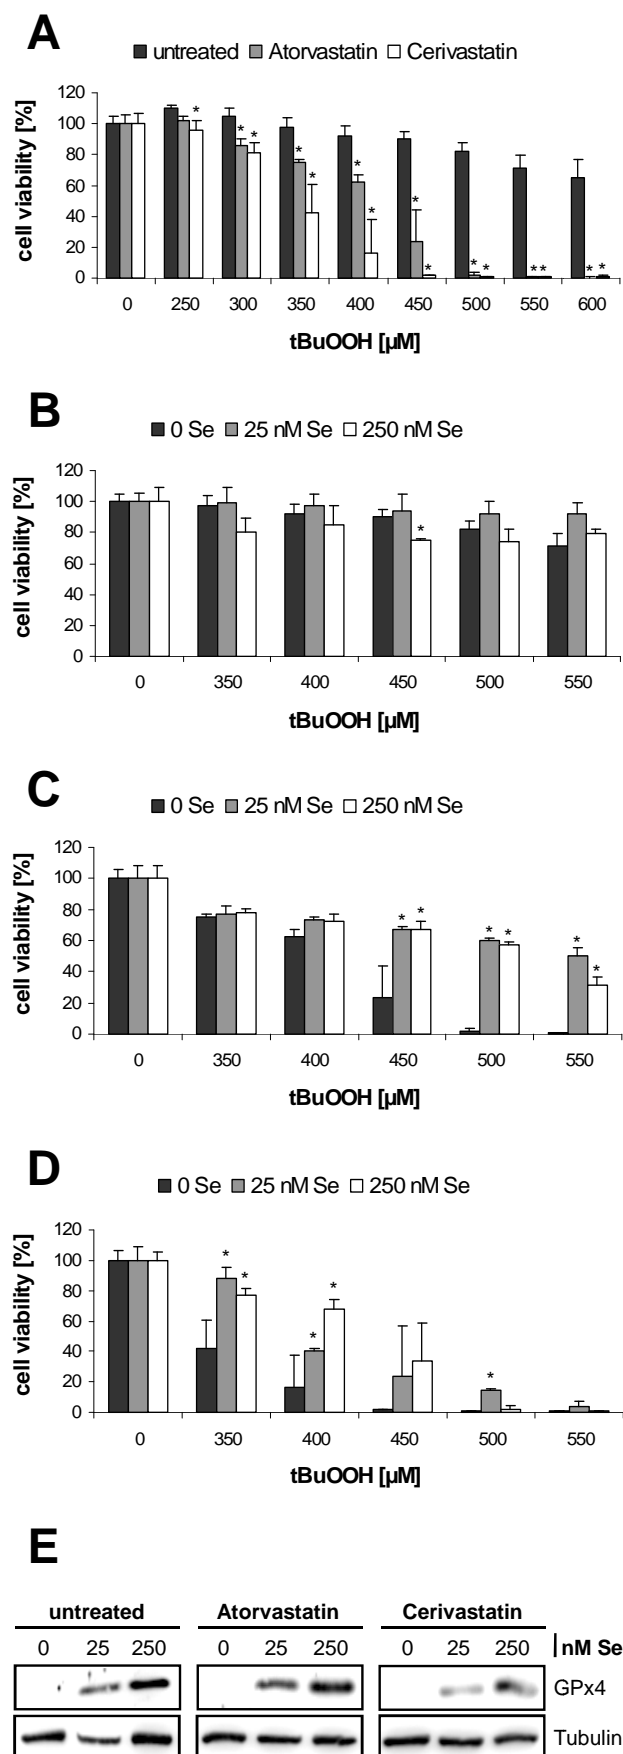 A
untreated Atorvastatin Cerivastatin
120
100
80
60
40
20
0
cell viability [%]
* * * * * * * * * * * * * * *
0 250 300 350 400 450 500 550 600
tBuOOH [µM]
B
0 Se 25 nM Se 250 nM Se
120
100
80
60
40
20
0
cell viability [%]
*
0 350 400 450 500 550
tBuOOH [µM]
C
0 Se 25 nM Se 250 nM Se
120
100
80
60
40
20
0
cell viability [%]
* * * * * *
0 350 400 450 500 550
tBuOOH [µM]
D
0 Se 25 nM Se 250 nM Se
120
100
80
60
40
20
0
cell viability [%]
* * * * *
0 350 400 450 500 550
tBuOOH [µM]
E
untreated Atorvastatin Cerivastatin
0 25 250 0 25 250 0 25 250 nM Se
GPx4
Tubulin